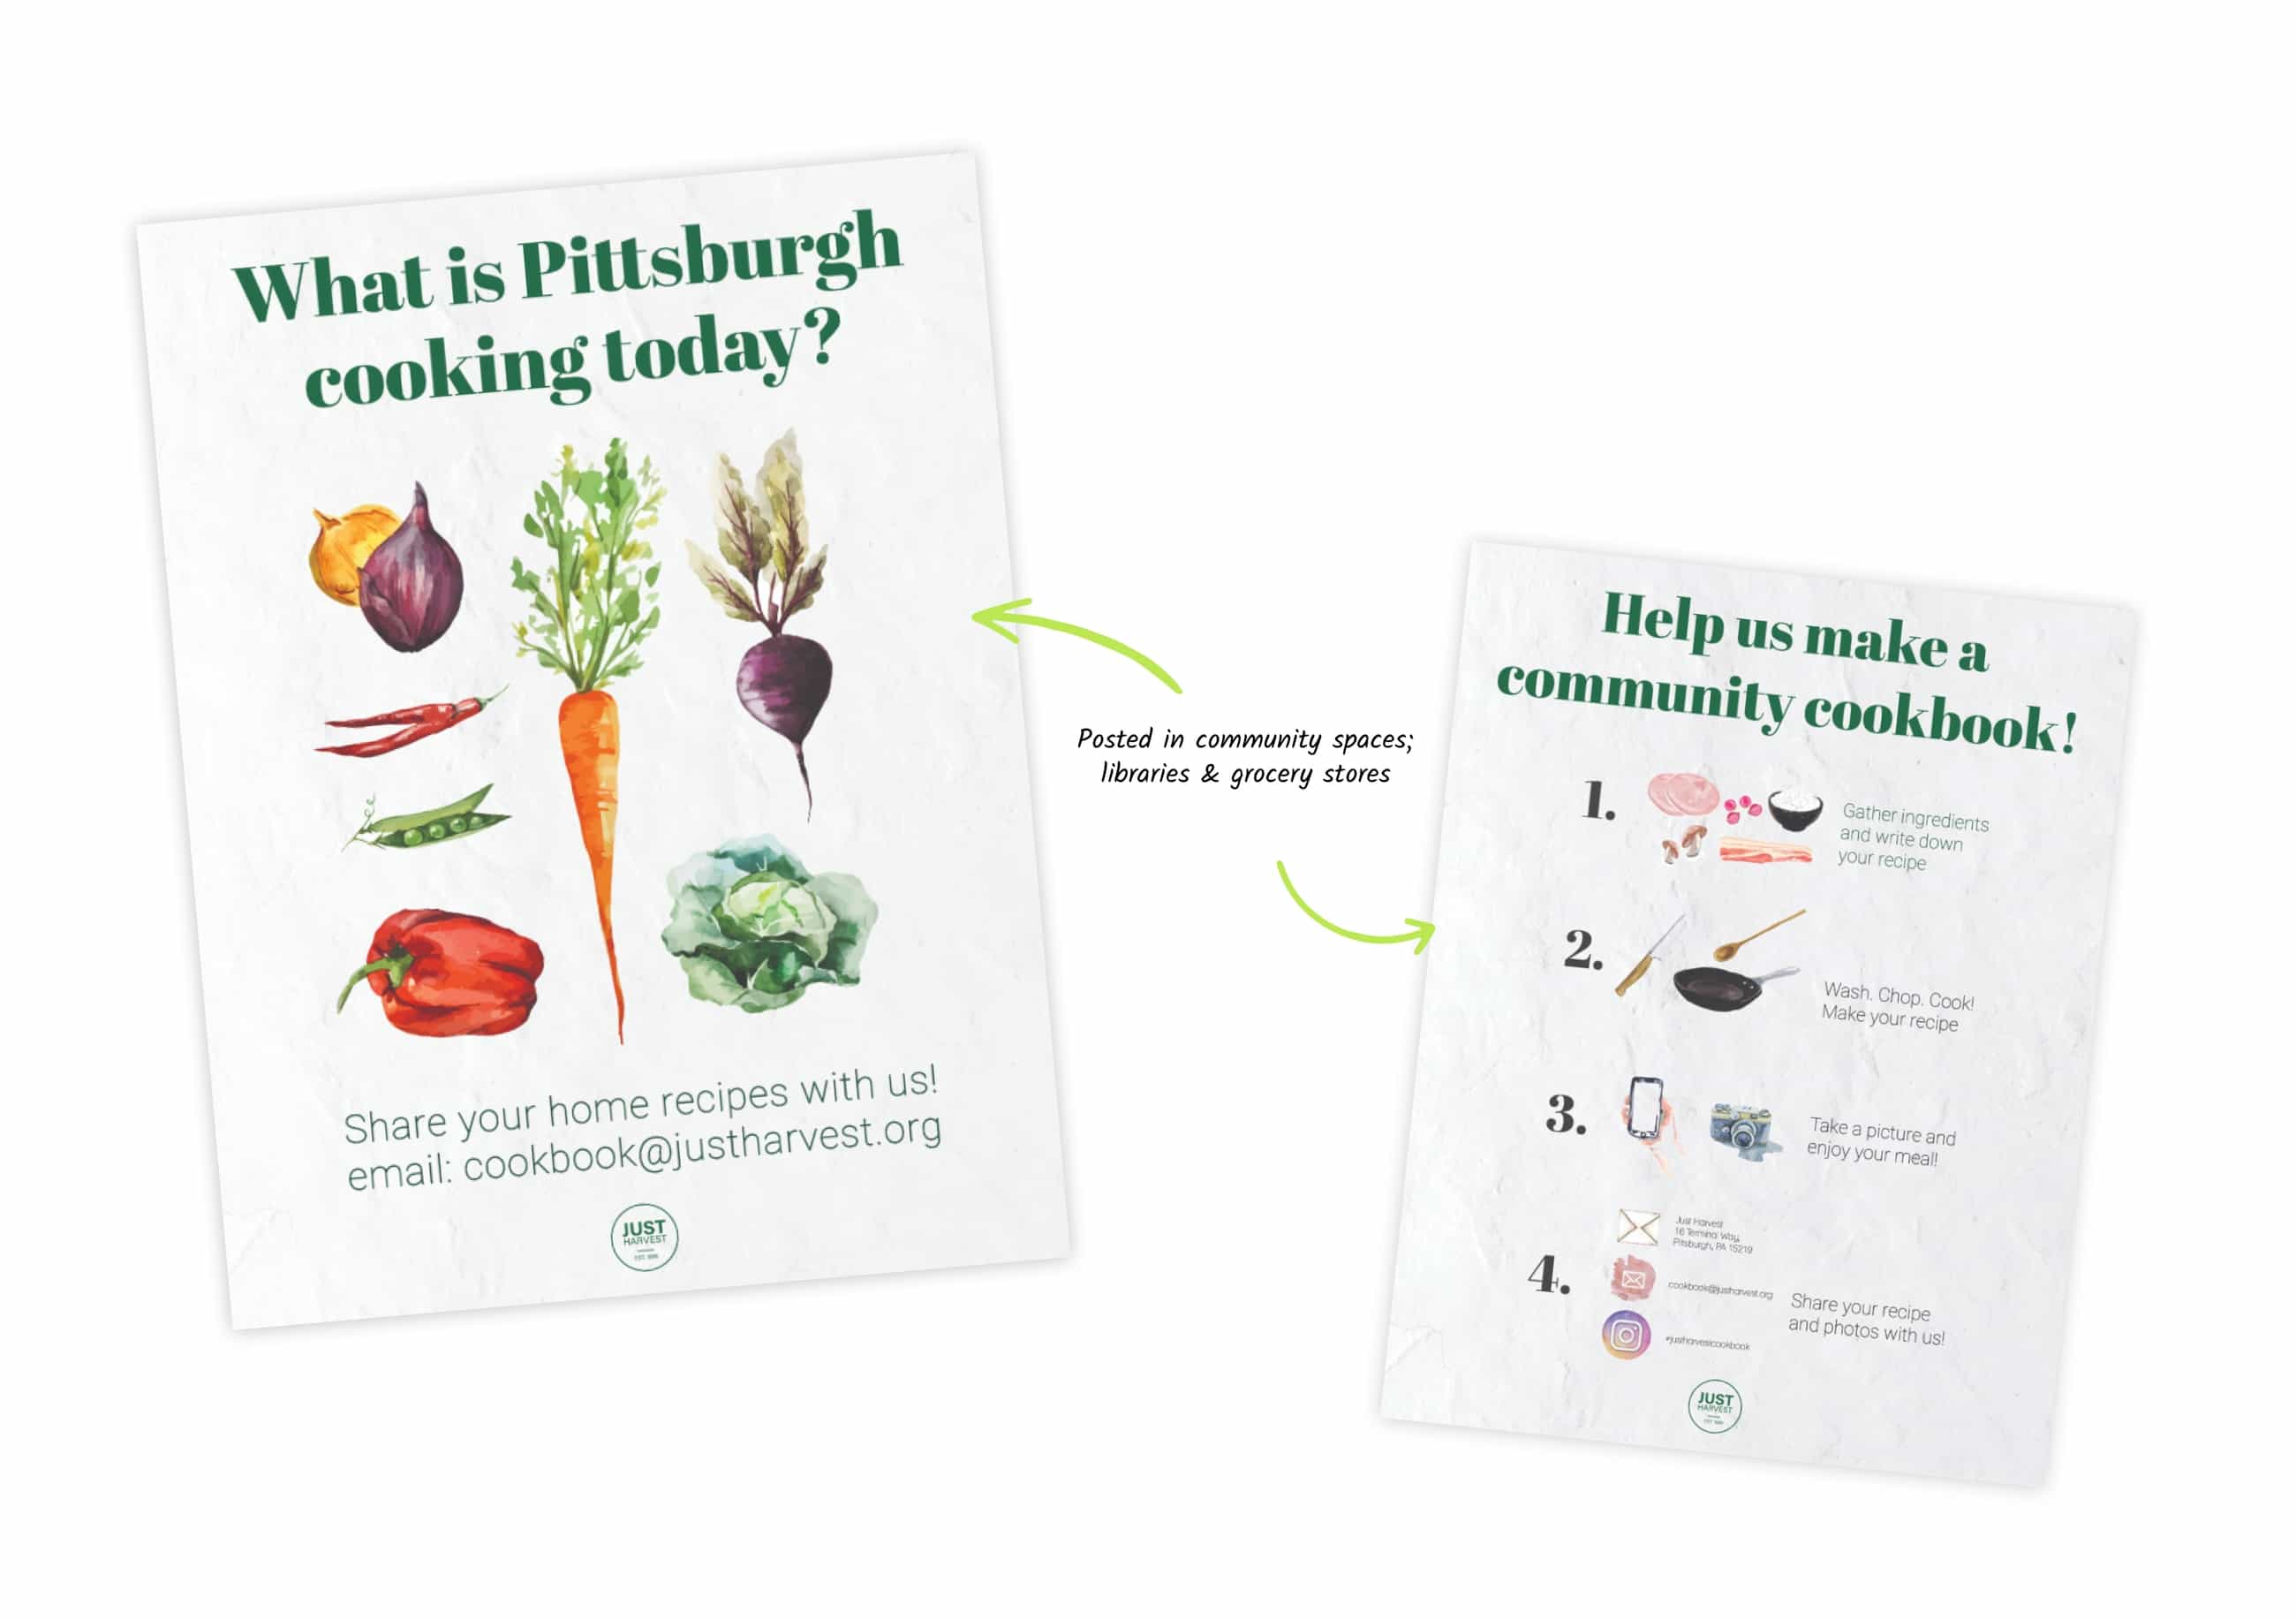 What is Pittsburgh
cooking today?
Share your home recipes with us!
email: cookbook@justharvest.org
JUST
HARVEST
Posted in community spaces;
libraries & grocery stores
Help us make a
community cookbook!
1.
Gather ingredients
and write down
your recipe
2.
Wash. Chop. Cook!
Make your recipe
3.
Take a picture and
enjoy your meal!
4.
Just Harvest
16 Terminal Way,
Pittsburgh, PA 15219
cookbook@justharvest.org
#justharvestcookbook
Share your recipe
and photos with us!
JUST
HARVEST